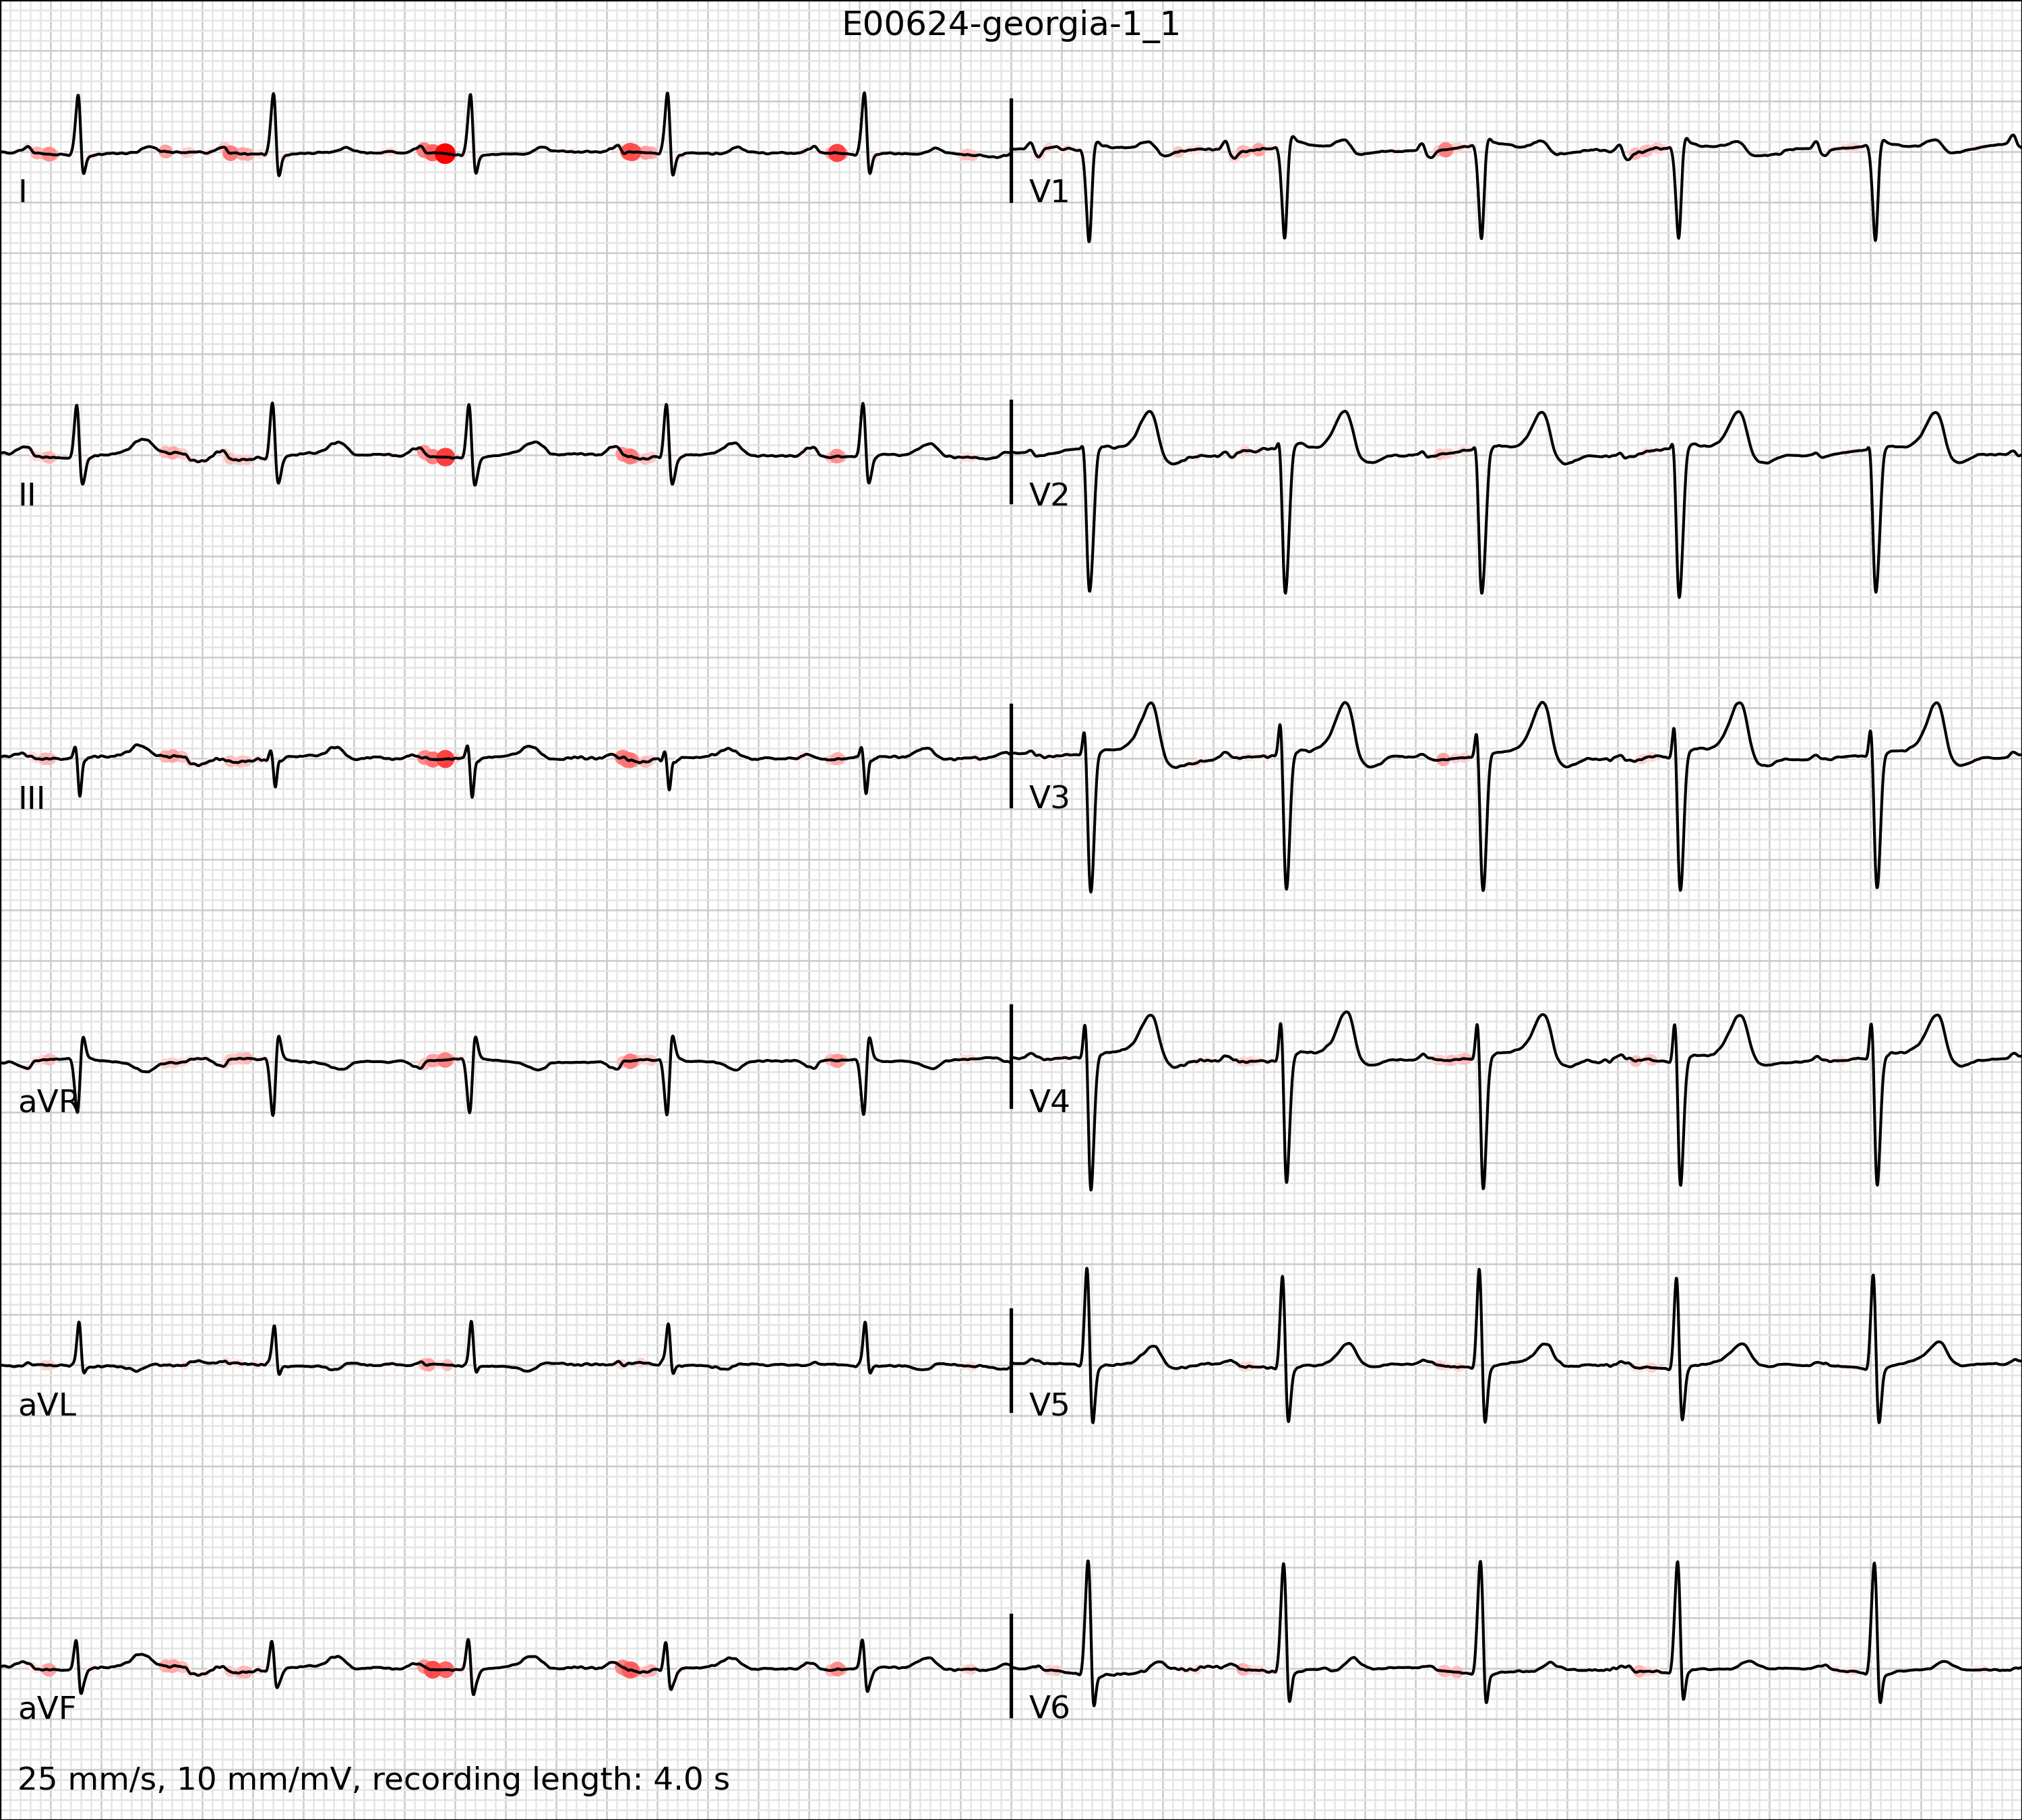 E00624-georgia-1_1
I
V1
II
V2
III
V3
aVR
V4
aVL
V5
aVF
V6
25 mm/s, 10 mm/mV, recording length: 4.0 s